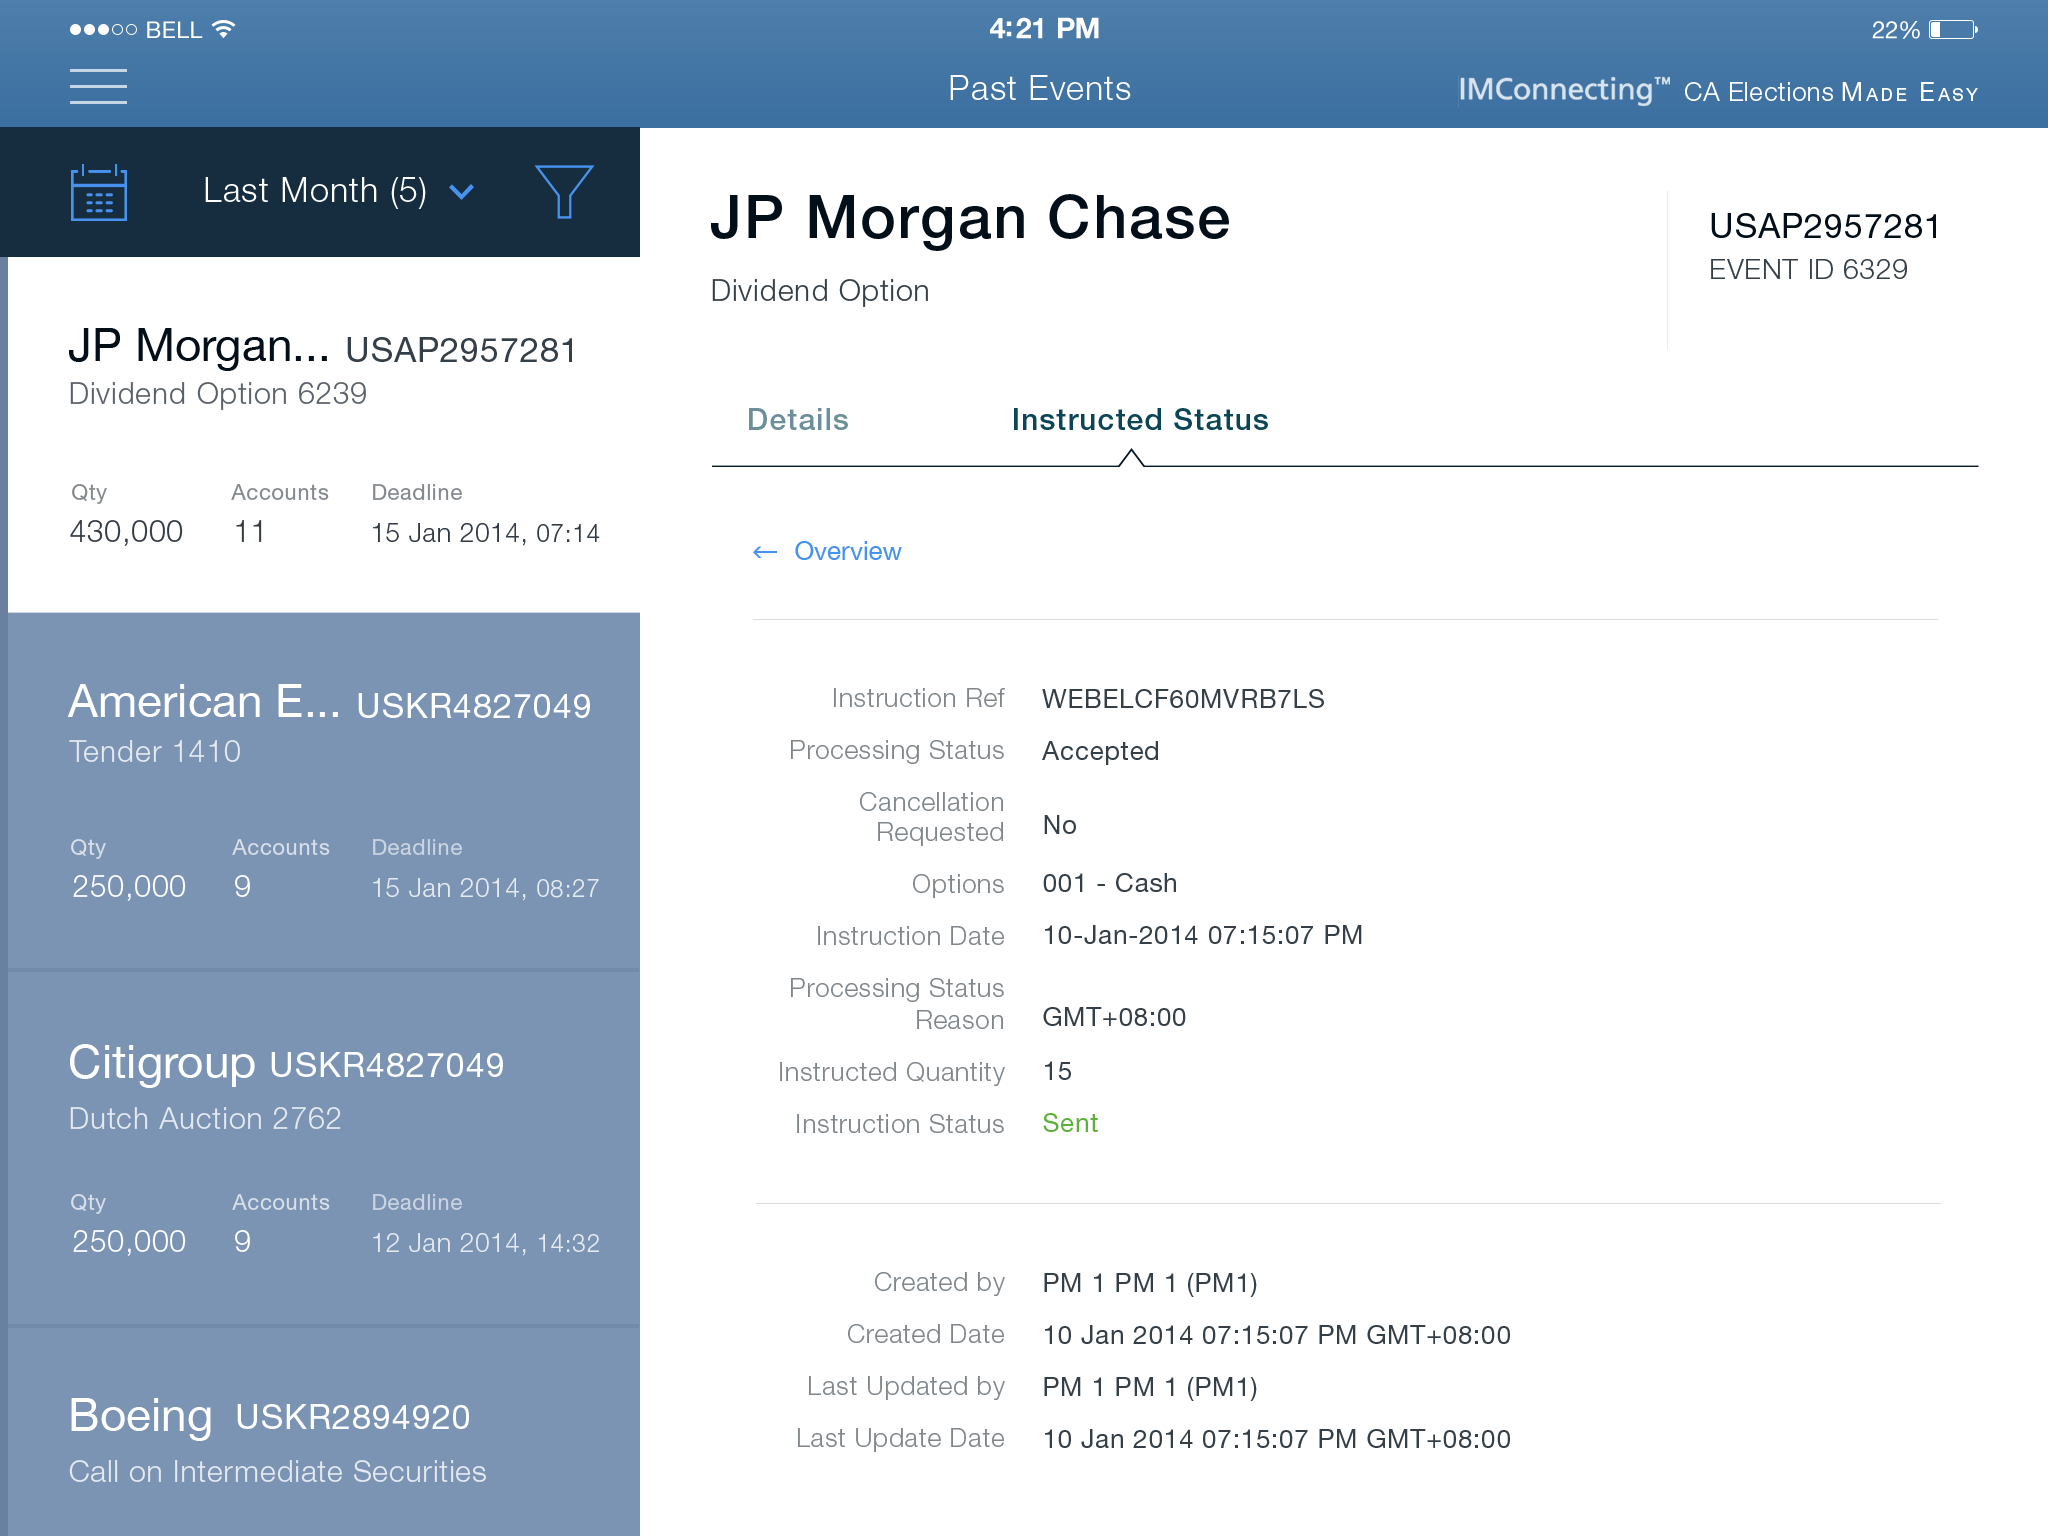 BELL
4:21 PM
22%
Past Events
IMConnecting™ CA Elections MADE EASY
Last Month (5)
JP Morgan... USAP2957281
Dividend Option 6239
Qty Accounts Deadline
430,000 11 15 Jan 2014, 07:14
American E... USKR4827049
Tender 1410
Qty Accounts Deadline
250,000 9 15 Jan 2014, 08:27
Citigroup USKR4827049
Dutch Auction 2762
Qty Accounts Deadline
250,000 9 12 Jan 2014, 14:32
Boeing USKR2894920
Call on Intermediate Securities
JP Morgan Chase
Dividend Option
USAP2957281
EVENT ID 6329
Details Instructed Status
← Overview
Instruction Ref WEBELCF60MVRB7LS
Processing Status Accepted
Cancellation
Requested No
Options 001 - Cash
Instruction Date 10-Jan-2014 07:15:07 PM
Processing Status
Reason GMT+08:00
Instructed Quantity 15
Instruction Status Sent
Created by PM 1 PM 1 (PM1)
Created Date 10 Jan 2014 07:15:07 PM GMT+08:00
Last Updated by PM 1 PM 1 (PM1)
Last Update Date 10 Jan 2014 07:15:07 PM GMT+08:00